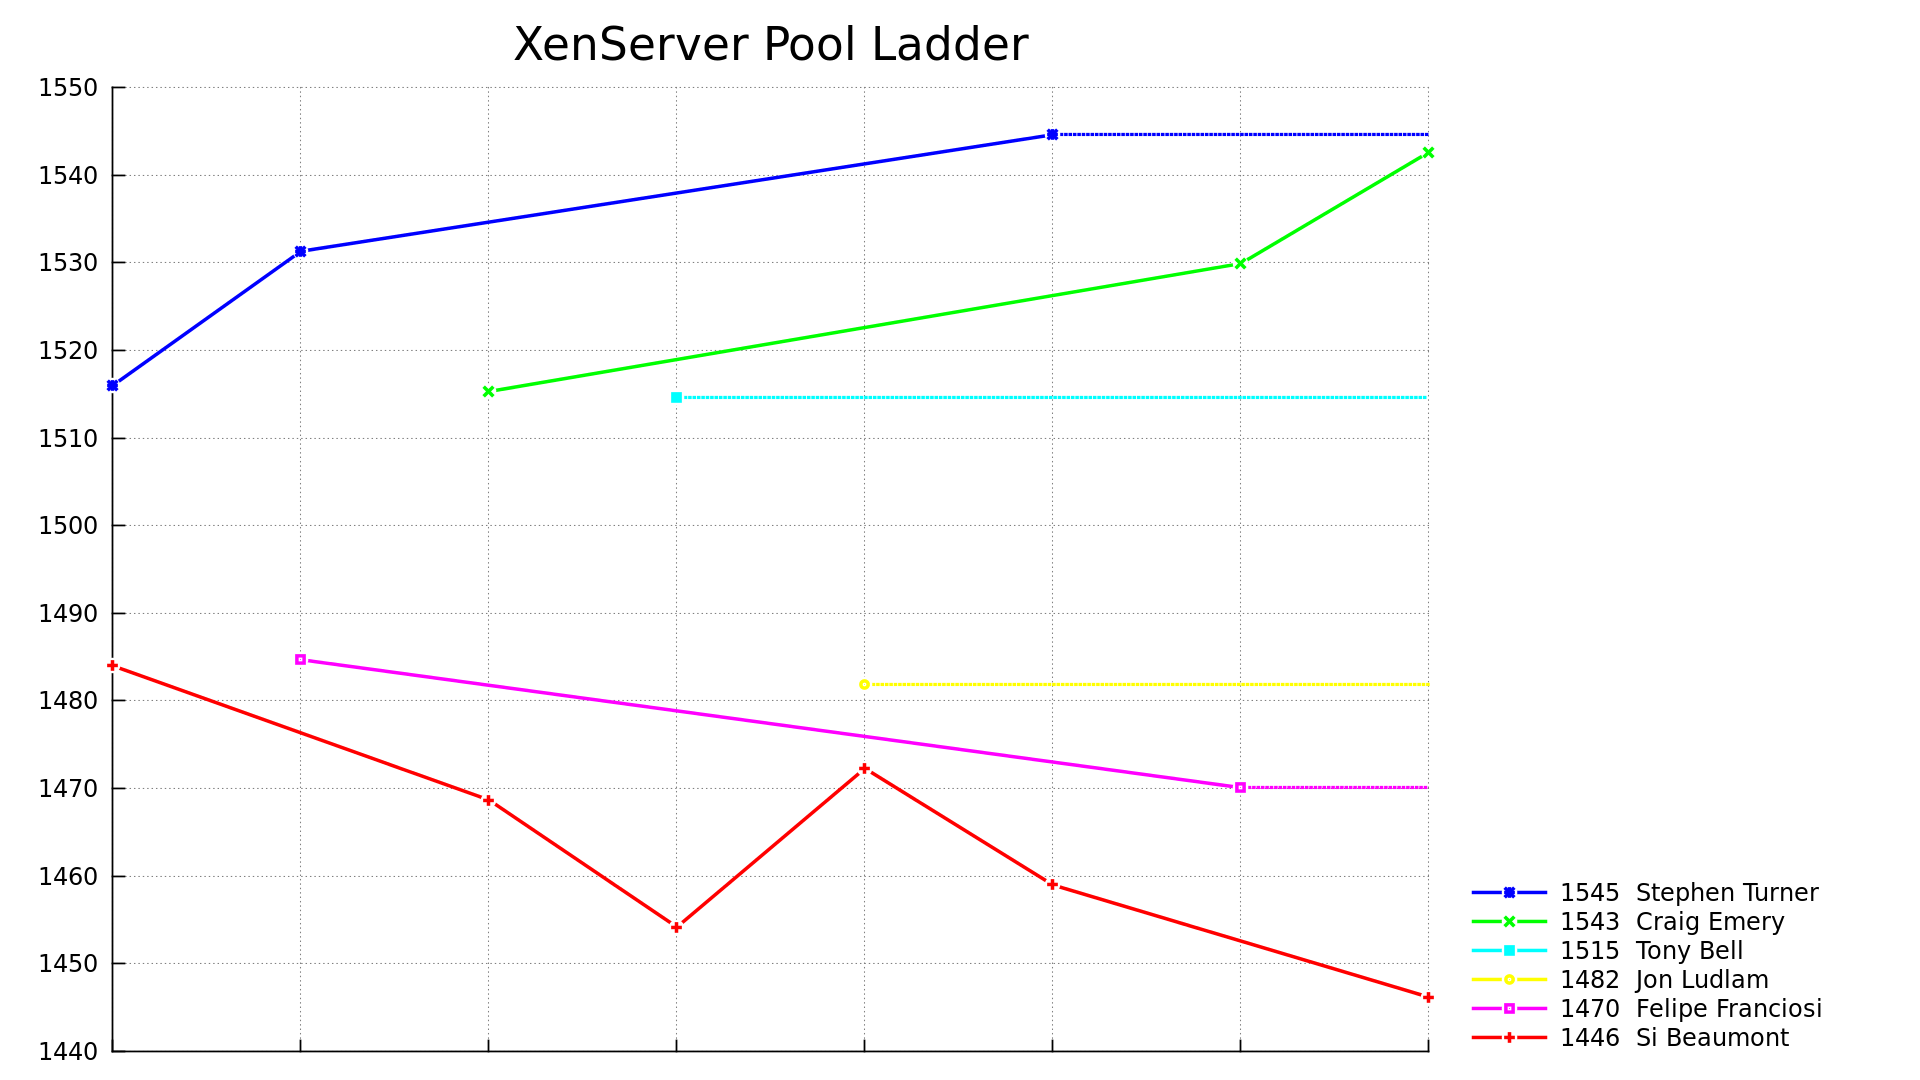 XenServer Pool Ladder
1550
1540
1530
1520
1510
1500
1490
1480
1470
1460
1450
1440
1545 Stephen Turner
1543 Craig Emery
1515 Tony Bell
1482 Jon Ludlam
1470 Felipe Franciosi
1446 Si Beaumont